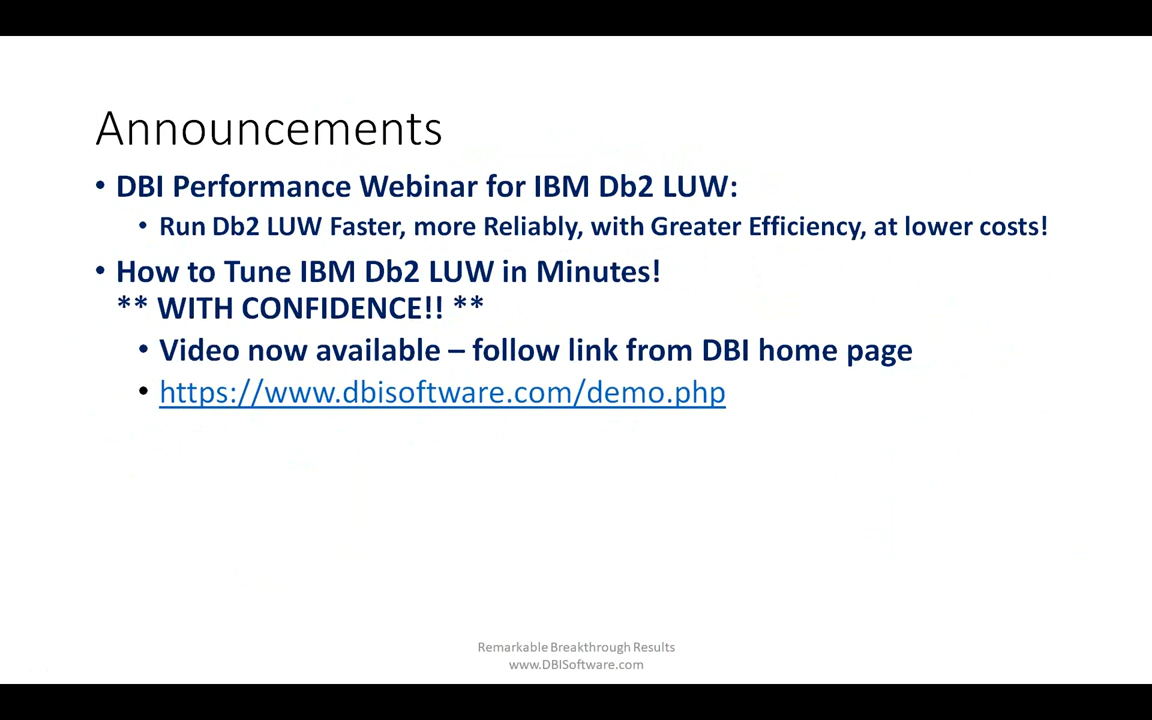 Announcements
• DBI Performance Webinar for IBM Db2 LUW:
• Run Db2 LUW Faster, more Reliably, with Greater Efficiency, at lower costs!
• How to Tune IBM Db2 LUW in Minutes!
** WITH CONFIDENCE!! **
• Video now available – follow link from DBI home page
• https://www.dbisoftware.com/demo.php
Remarkable Breakthrough Results
www.DBISoftware.com